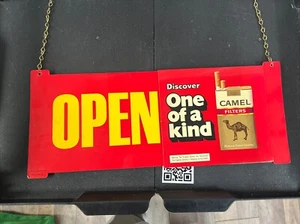 OPEN
Discover
One
of a
kind
CAMEL
FILTERS